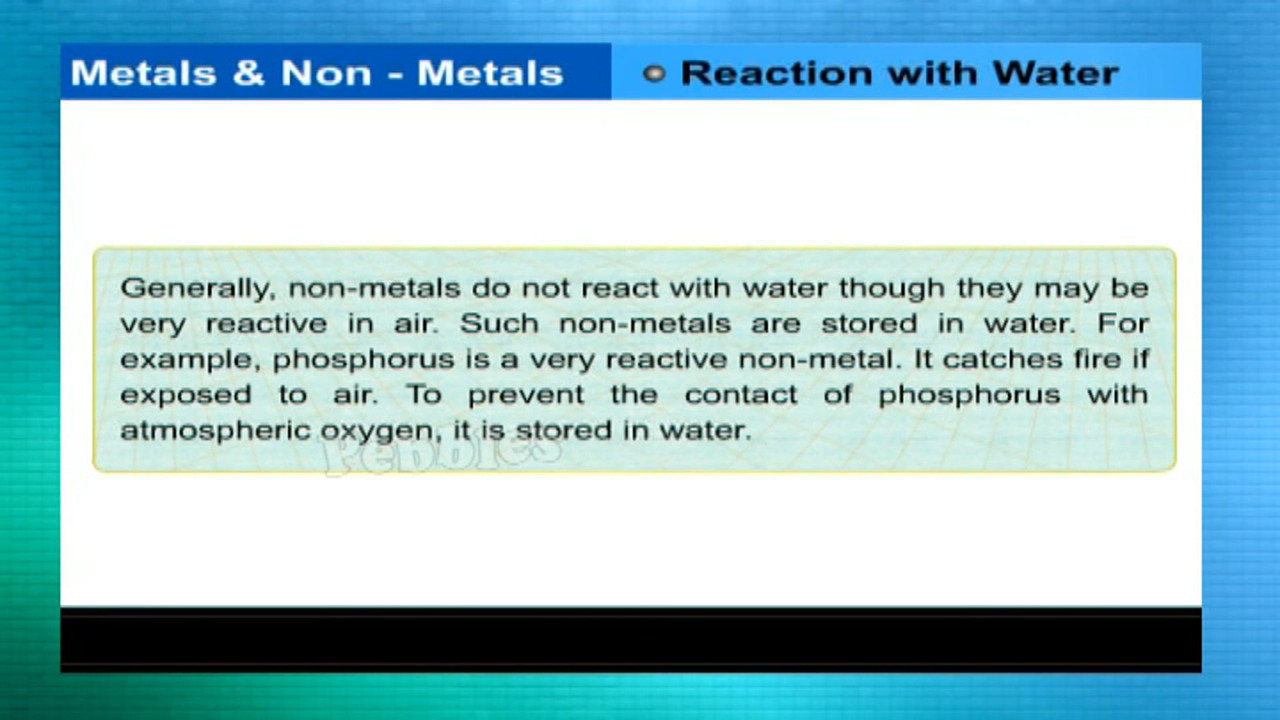 Metals & Non - Metals
Reaction with Water
Generally, non-metals do not react with water though they may be
very reactive in air. Such non-metals are stored in water. For
example, phosphorus is a very reactive non-metal. It catches fire if
exposed to air. To prevent the contact of phosphorus with
atmospheric oxygen, it is stored in water.
Pebbles